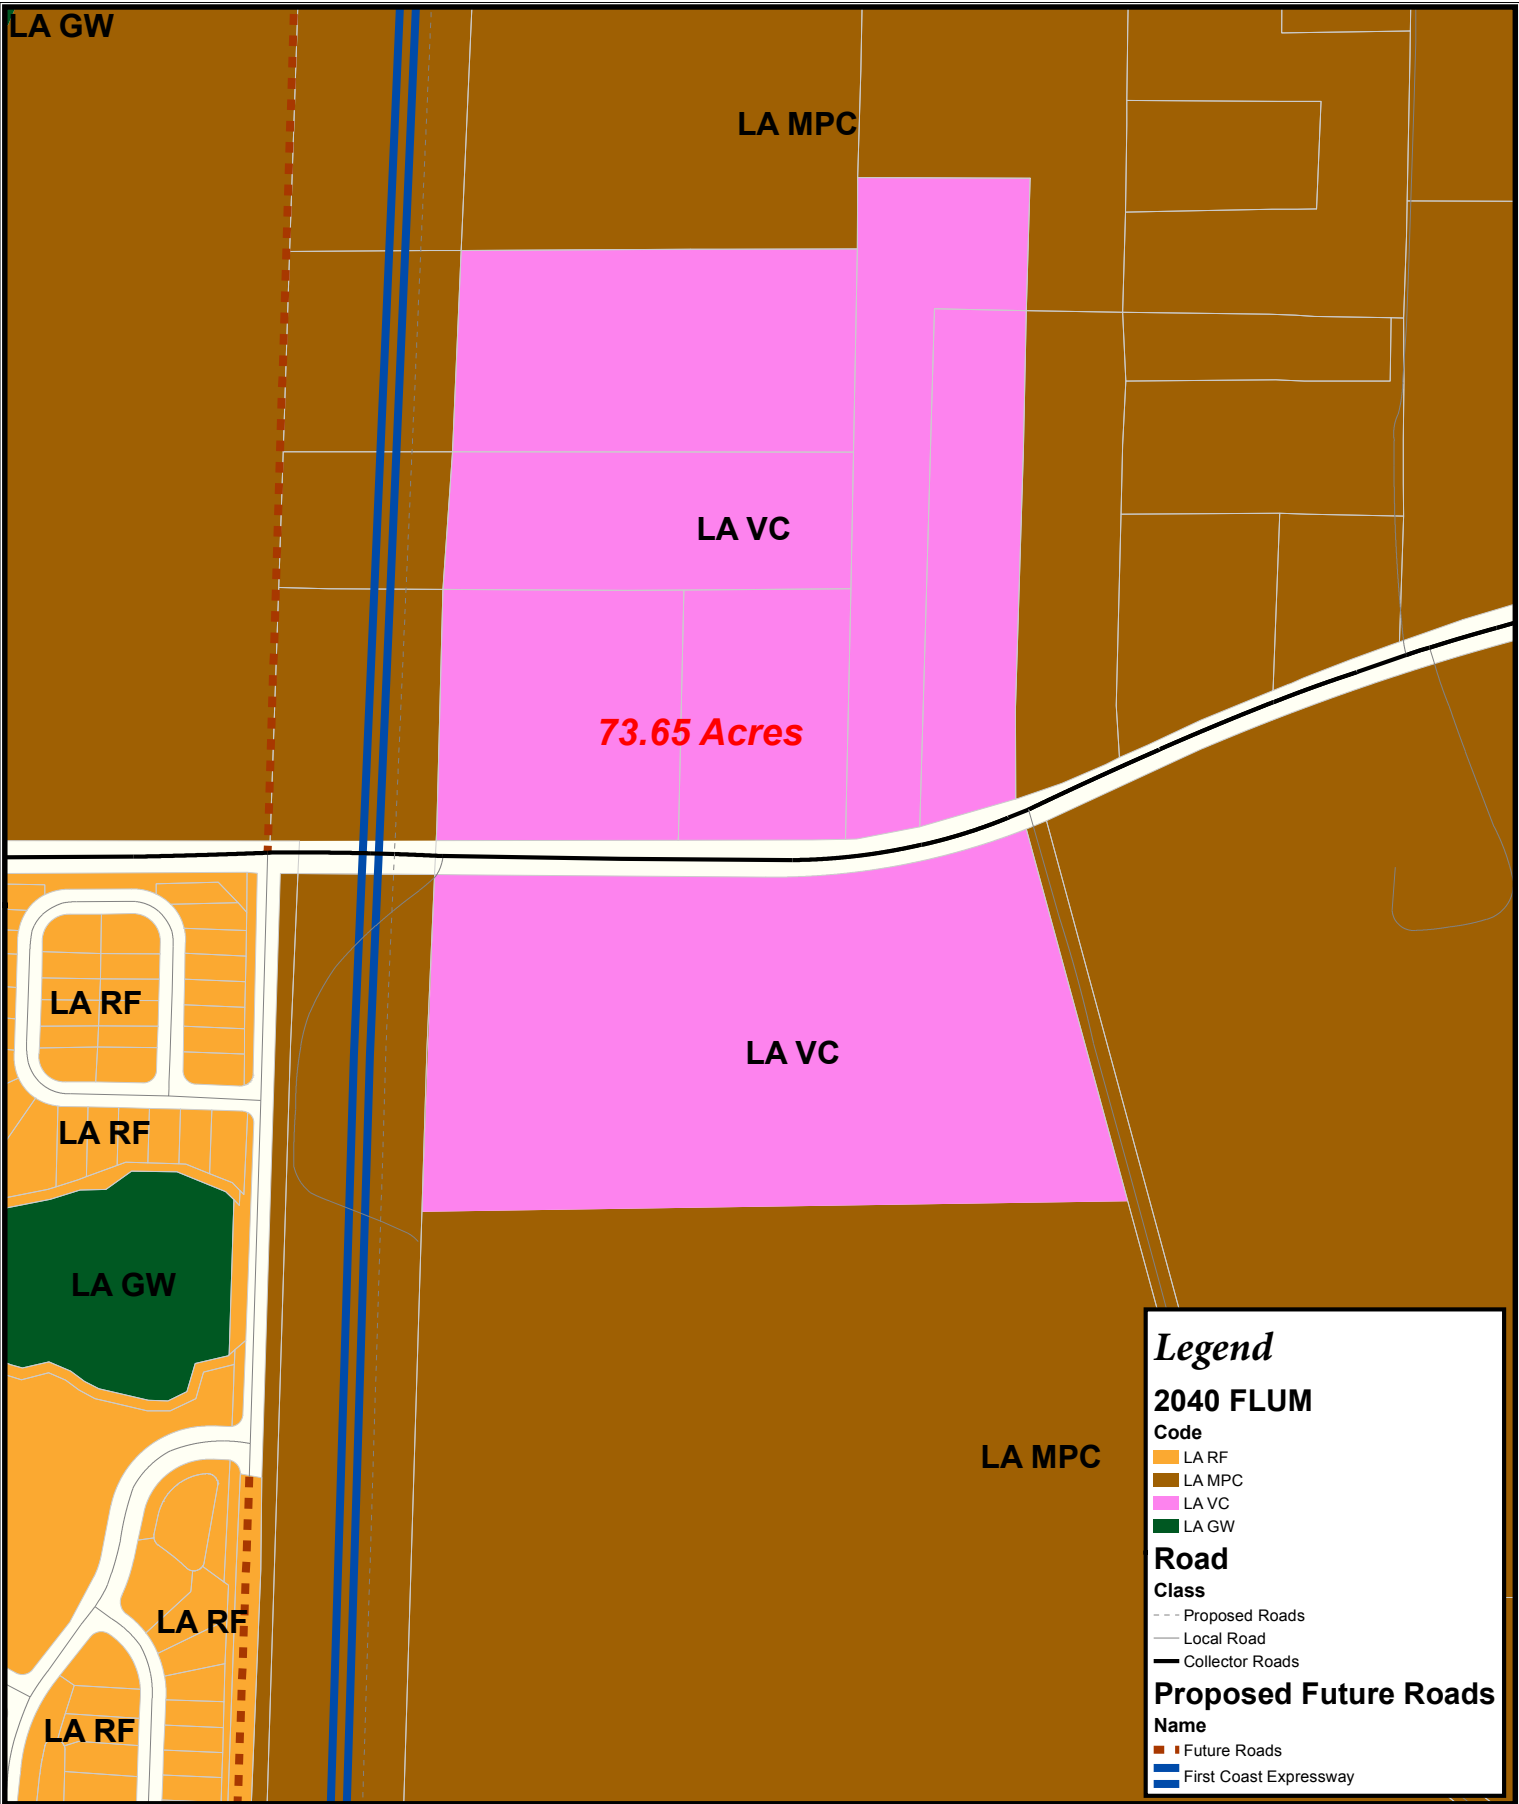 LA GW
LA MPC
LA VC
73.65 Acres
LA RF
LA VC
LA RF
LA GW
LA MPC
LA RF
LA RF
Legend
2040 FLUM
Code
LA RF
LA MPC
LA VC
LA GW
Road
Class
Proposed Roads
Local Road
Collector Roads
Proposed Future Roads
Name
Future Roads
First Coast Expressway